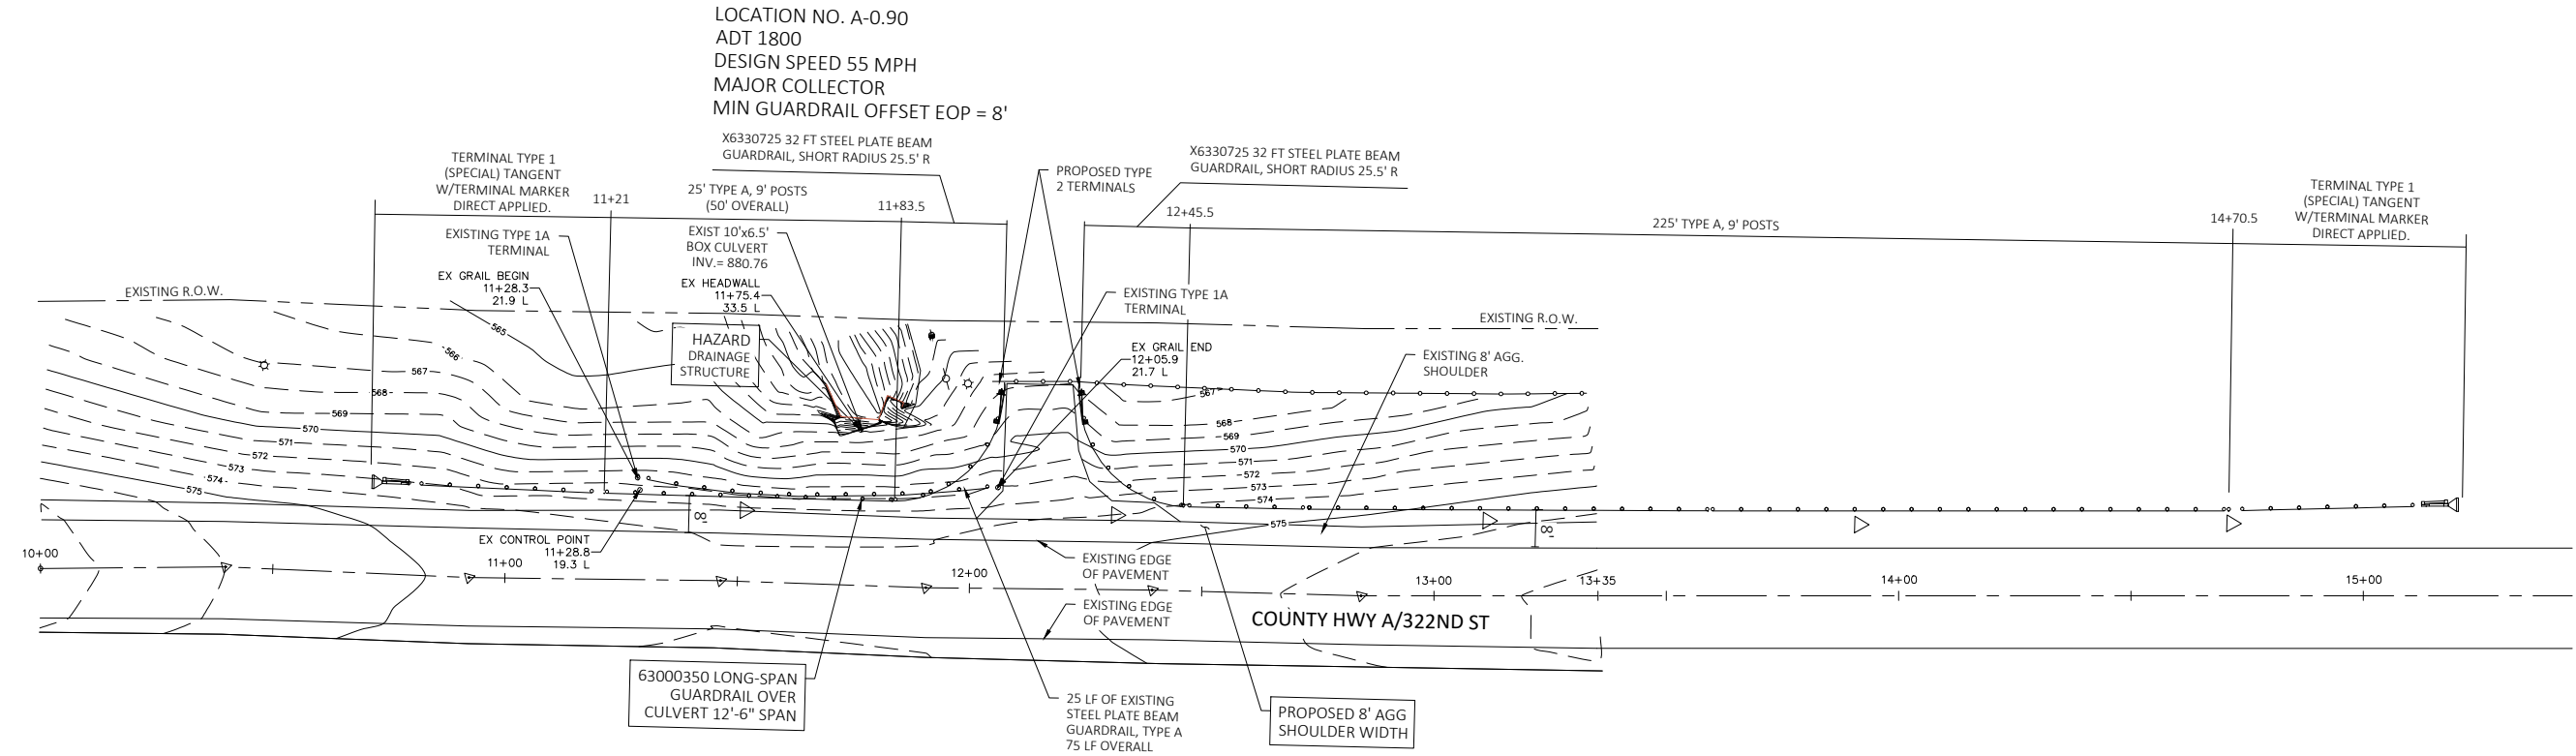 LOCATION NO. A-0.90
ADT 1800
DESIGN SPEED 55 MPH
MAJOR COLLECTOR
MIN GUARDRAIL OFFSET EOP = 8'
X6330725 32 FT STEEL PLATE BEAM
GUARDRAIL, SHORT RADIUS 25.5' R
TERMINAL TYPE 1
(SPECIAL) TANGENT
W/TERMINAL MARKER
DIRECT APPLIED.
11+21
25' TYPE A, 9' POSTS
(50' OVERALL)
11+83.5
PROPOSED TYPE
2 TERMINALS
X6330725 32 FT STEEL PLATE BEAM
GUARDRAIL, SHORT RADIUS 25.5' R
12+45.5
225' TYPE A, 9' POSTS
14+70.5
TERMINAL TYPE 1
(SPECIAL) TANGENT
W/TERMINAL MARKER
DIRECT APPLIED.
EXISTING TYPE 1A
TERMINAL
EXIST 10'x6.5'
BOX CULVERT
INV.= 880.76
EX GRAIL BEGIN
11+28.3
21.9 L
EX HEADWALL
11+75.4
33.5 L
EXISTING R.O.W.
EXISTING TYPE 1A
TERMINAL
EXISTING R.O.W.
HAZARD
DRAINAGE
STRUCTURE
EX GRAIL END
12+05.9
21.7 L
EXISTING 8' AGG.
SHOULDER
565
566
567
568
569
570
571
572
573
574
575
567
568
569
570
571
572
573
574
575
8'
8'
EX CONTROL POINT
11+28.8
19.3 L
10+00
11+00
12+00
13+00
13+35
14+00
15+00
EXISTING EDGE
OF PAVEMENT
EXISTING EDGE
OF PAVEMENT
COUNTY HWY A/322ND ST
63000350 LONG-SPAN
GUARDRAIL OVER
CULVERT 12'-6" SPAN
25 LF OF EXISTING
STEEL PLATE BEAM
GUARDRAIL, TYPE A
75 LF OVERALL
PROPOSED 8' AGG
SHOULDER WIDTH